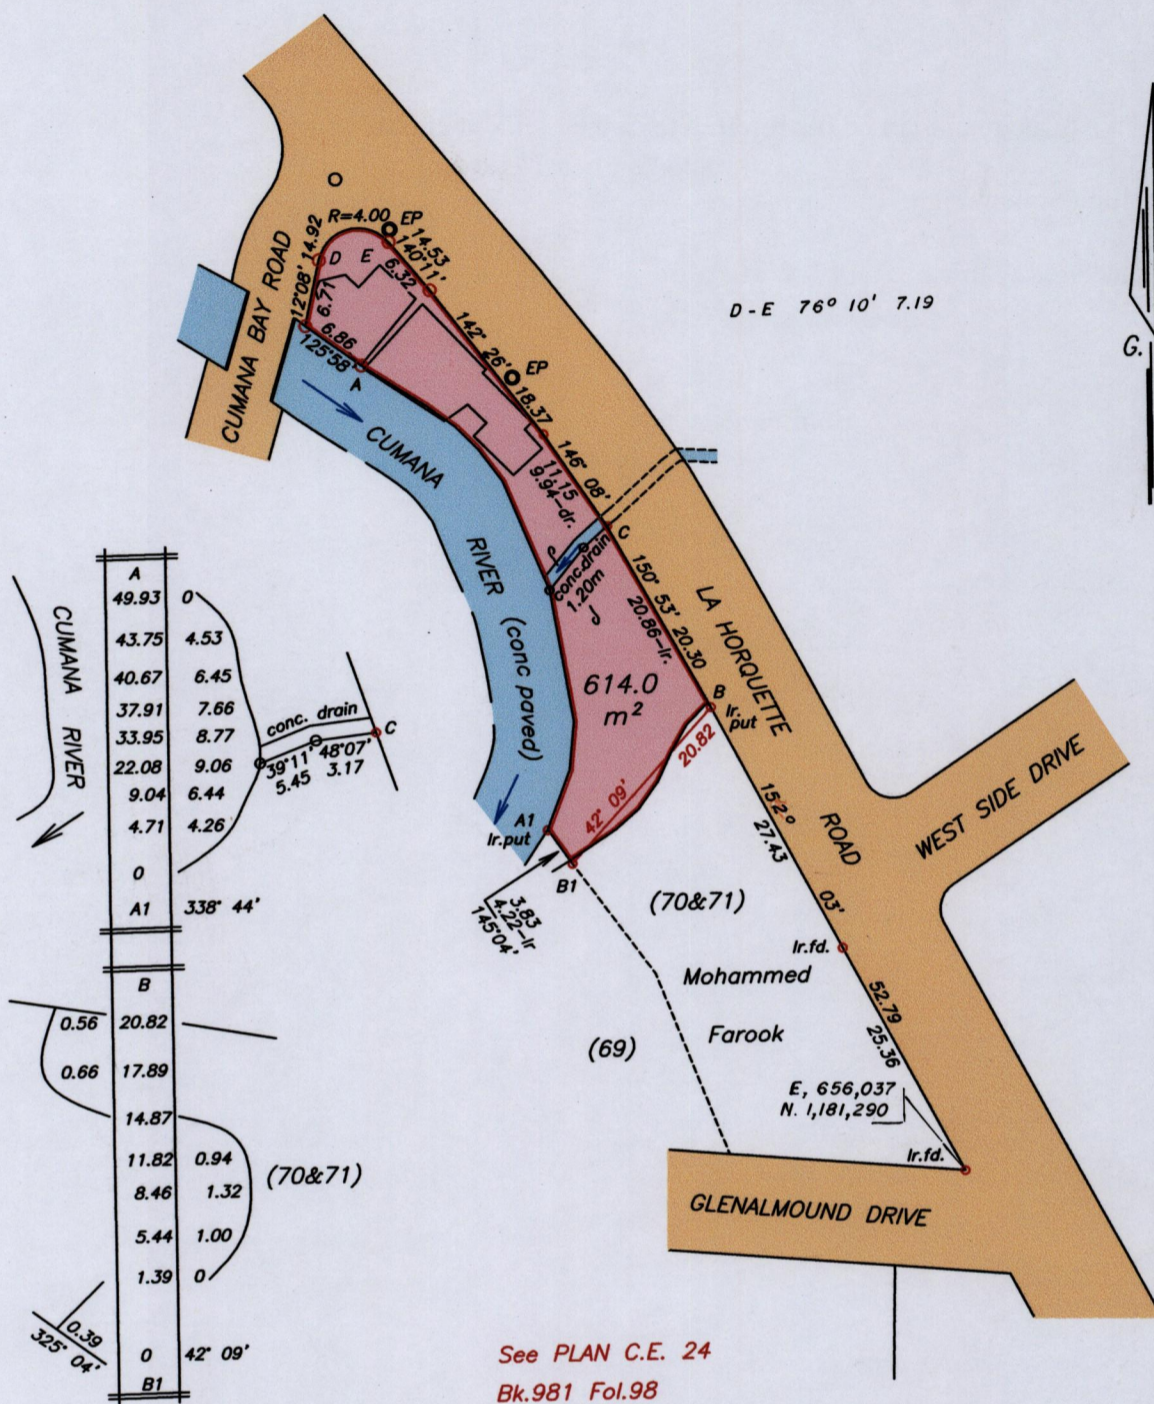 R=4.00
EP
14.53
140°11'
6.32
D
E
12°08' 14.92
6.71
6.86
125°58'
A
CUMANA BAY ROAD
D - E 76° 10' 7.19
G.
142° 26' 18.37
EP
146° 08'
11,15
9.94-dr.
C
CUMANA
RIVER (conc paved)
conc.drain
1.20m
150° 53' 20.30
20.86-Ir.
LA HORQUETTE
ROAD
614.0
m²
B
Ir.
put
20.82
42° 09'
A1
Ir.put
B1
3.83
4.22-Ir
145°04'
152° 03'
27.43
WEST SIDE DRIVE
(70&71)
Ir.fd.
Mohammed
Farook
(69)
52.79
25.36
E, 656,037
N. 1,181,290
Ir.fd.
GLENALMOUND DRIVE
CUMANA RIVER
A
49.93 0
43.75 4.53
40.67 6.45
37.91 7.66
33.95 8.77
22.08 9.06
9.04 6.44
4.71 4.26
0
A1 338° 44'
conc. drain
C
39°11' 48°07'
5.45 3.17
B
0.56 20.82
0.66 17.89
14.87
11.82 0.94
8.46 1.32
5.44 1.00
1.39 0
(70&71)
0.39
325° 04'
0 42° 09'
B1
See PLAN C.E. 24
Bk.981 Fol.98